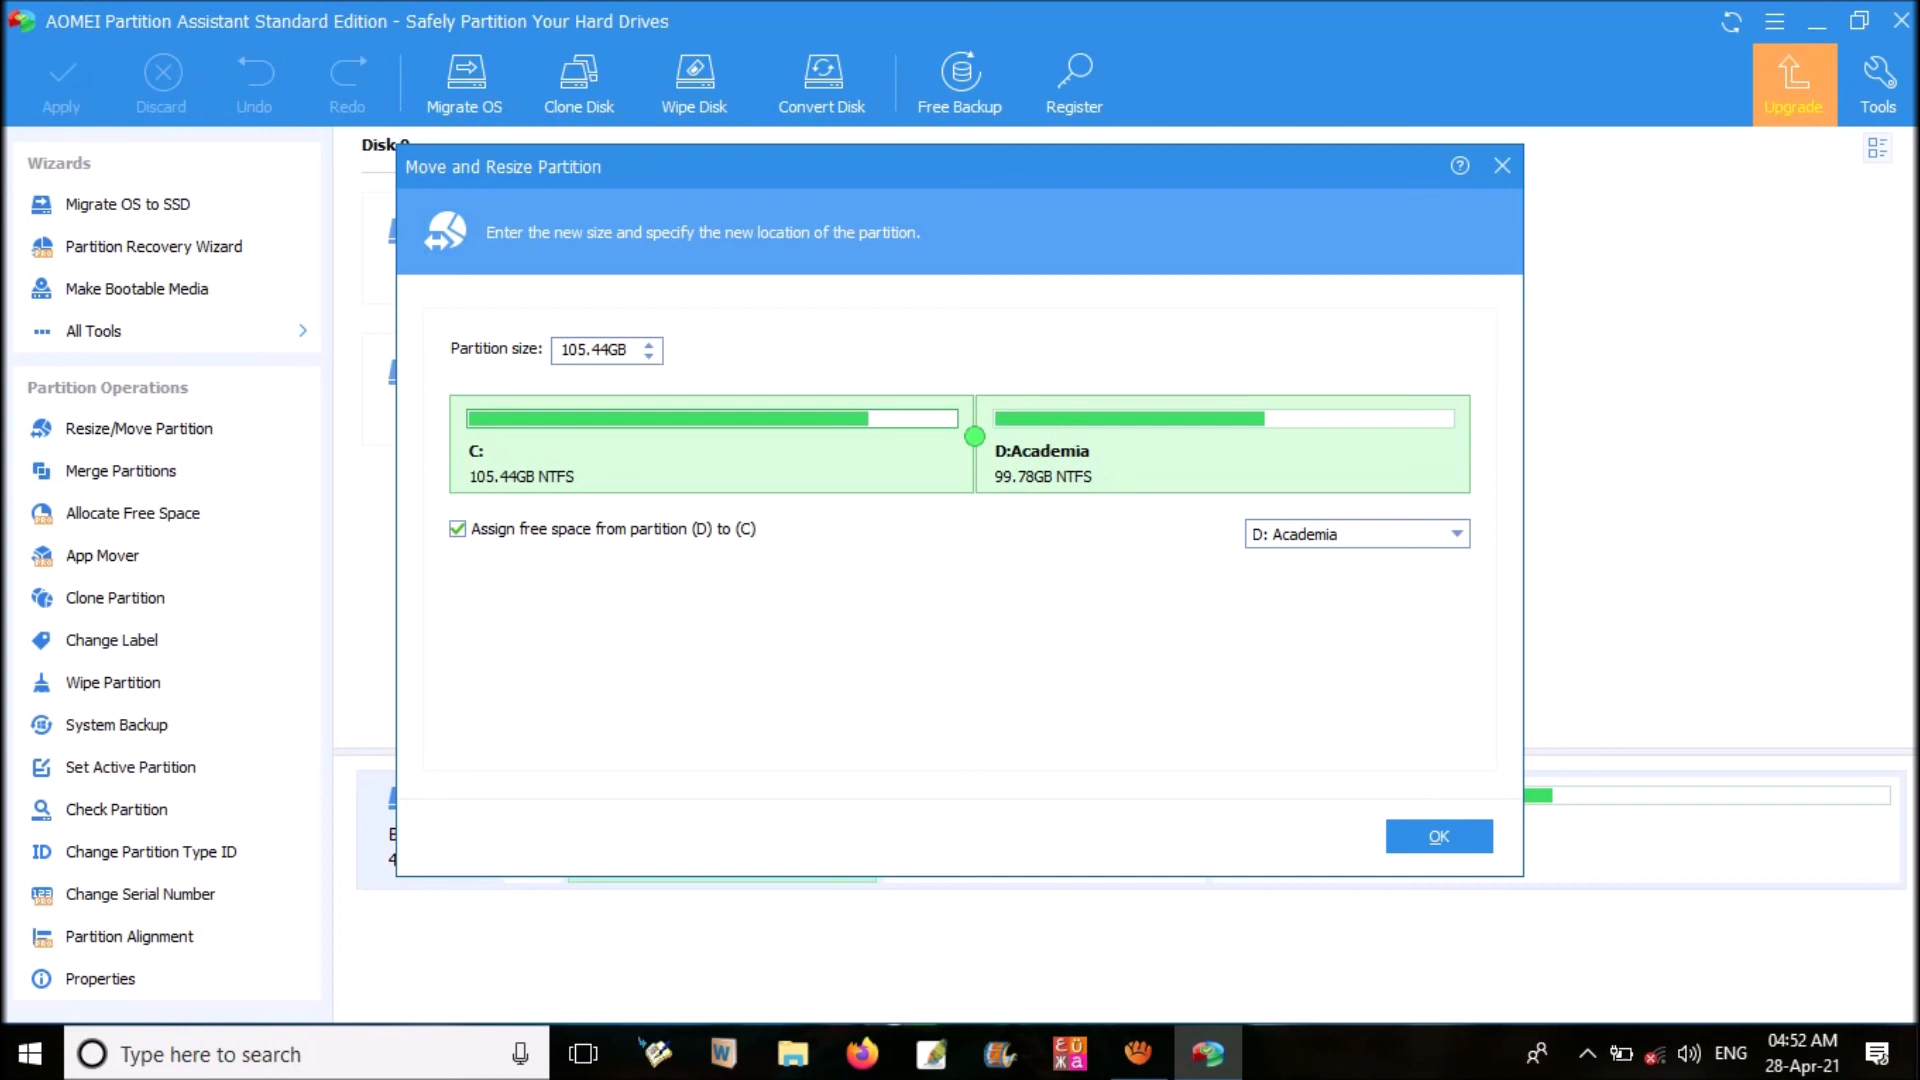 AOMEI Partition Assistant Standard Edition - Safely Partition Your Hard Drives
Apply
Discard
Undo
Redo
Migrate OS
Clone Disk
Wipe Disk
Convert Disk
Free Backup
Register
Upgrade
Tools
Wizards
Migrate OS to SSD
Partition Recovery Wizard
Make Bootable Media
All Tools
Partition Operations
Resize/Move Partition
Merge Partitions
Allocate Free Space
App Mover
Clone Partition
Change Label
Wipe Partition
System Backup
Set Active Partition
Check Partition
ID Change Partition Type ID
Change Serial Number
Partition Alignment
Properties
Disk
Move and Resize Partition
Enter the new size and specify the new location of the partition.
Partition size: 105.44GB
C:
105.44GB NTFS
D:Academia
99.78GB NTFS
Assign free space from partition (D) to (C)
D: Academia
OK
Type here to search
ENG
04:52 AM
28-Apr-21